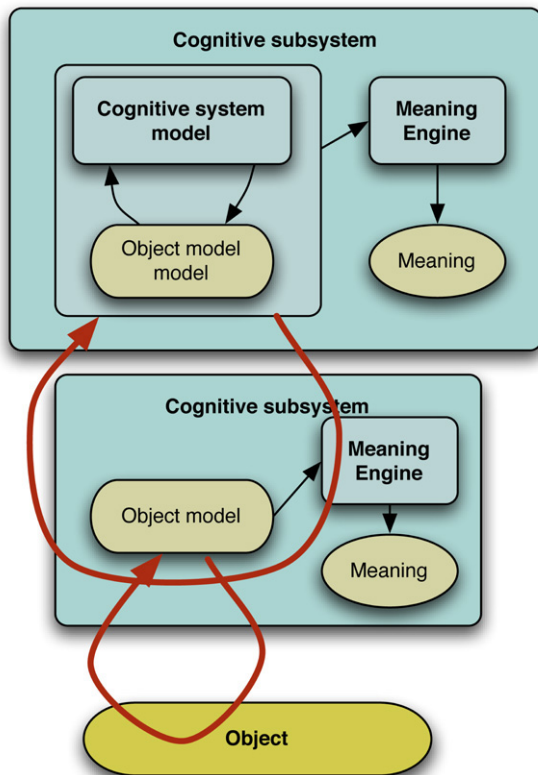 Cognitive subsystem
Cognitive system
model
Meaning
Engine
Object model
model
Meaning
Cognitive subsystem
Meaning
Engine
Object model
Meaning
Object